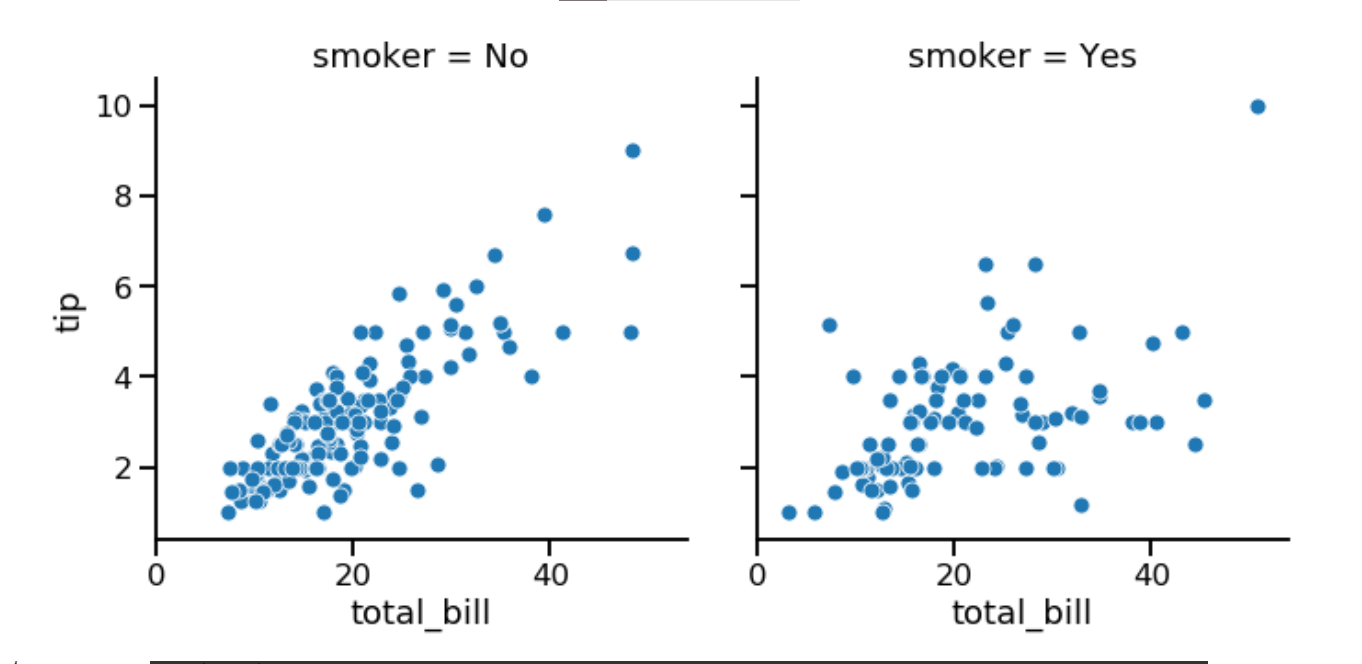 smoker = No
smoker = Yes
10
8
6
4
2
tip
0 20 40
0 20 40
total_bill
total_bill